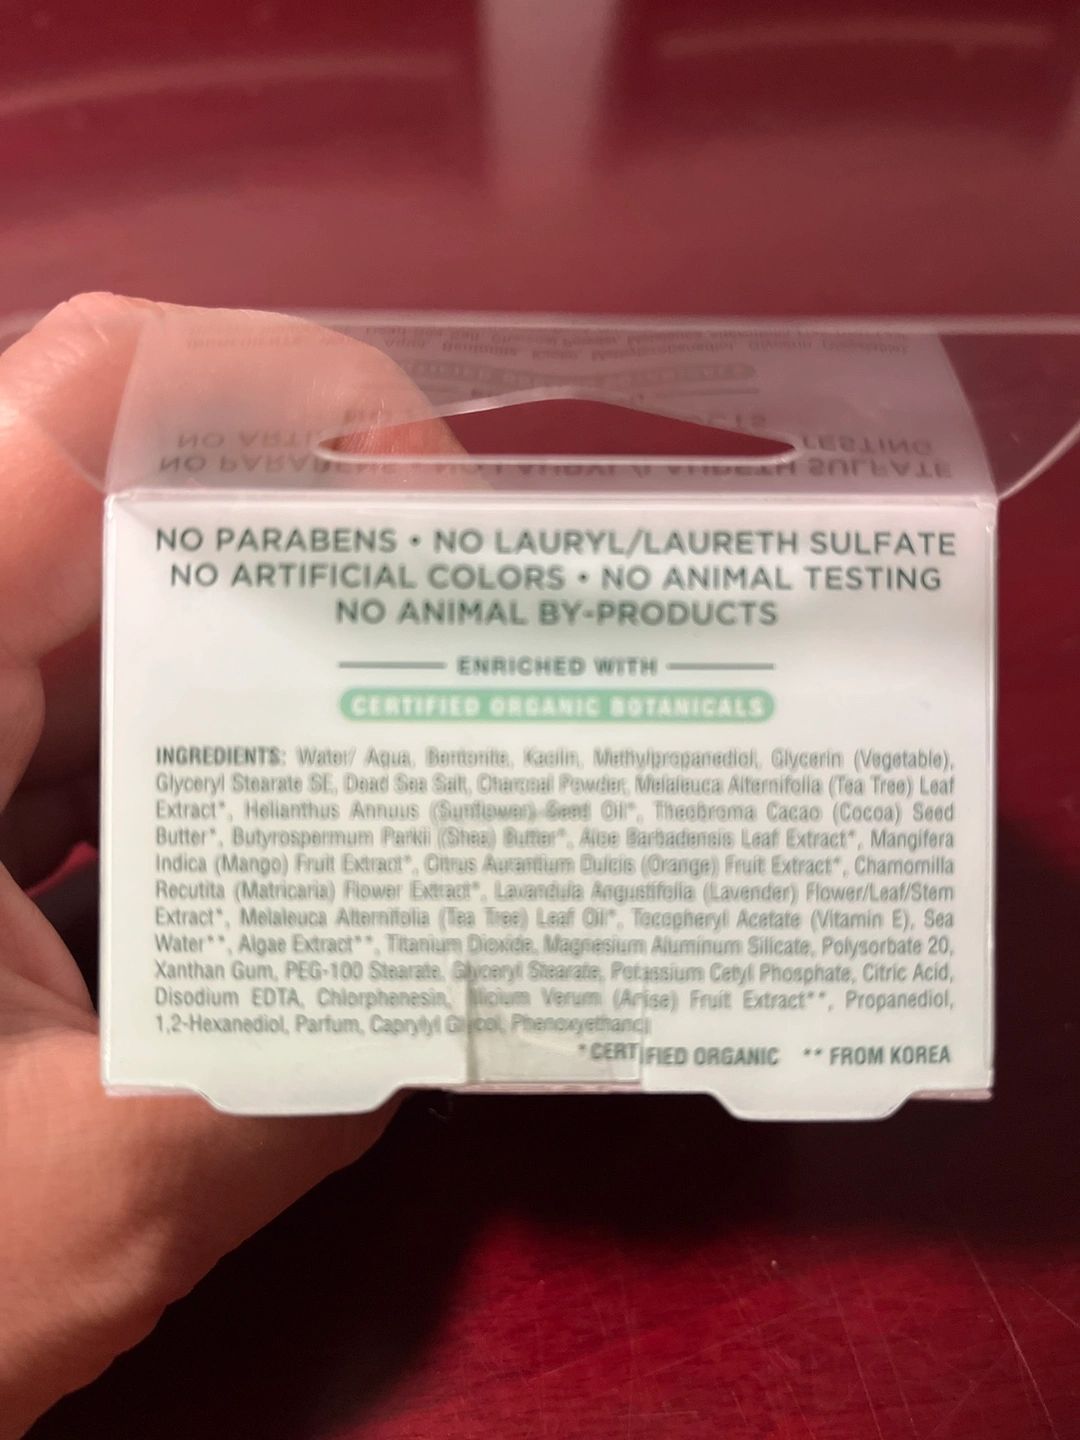 NO PARABENS • NO LAURYL/LAURETH SULFATE
NO ARTIFICIAL COLORS • NO ANIMAL TESTING
NO ANIMAL BY-PRODUCTS
ENRICHED WITH
CERTIFIED ORGANIC BOTANICALS
INGREDIENTS: Water/ Aqua, Bentonite, Kaolin, Methylpropanediol, Glycerin (Vegetable),
Glyceryl Stearate SE, Dead Sea Salt, Charcoal Powder, Melaleuca Alternifolia (Tea Tree) Leaf
Extract*, Helianthus Annuus (Sunflower) Seed Oil*, Theobroma Cacao (Cocoa) Seed
Butter*, Butyrospermum Parkii (Shea) Butter*, Aloe Barbadensis Leaf Extract*, Mangifera
Indica (Mango) Fruit Extract*, Citrus Aurantium Dulcis (Orange) Fruit Extract*, Chamomilla
Recutita (Matricaria) Flower Extract*, Lavandula Angustifolia (Lavender) Flower/Leaf/Stem
Extract*, Melaleuca Alternifolia (Tea Tree) Leaf Oil*, Tocopheryl Acetate (Vitamin E), Sea
Water**, Algae Extract**, Titanium Dioxide, Magnesium Aluminum Silicate, Polysorbate 20,
Xanthan Gum, PEG-100 Stearate, Glyceryl Stearate, Potassium Cetyl Phosphate, Citric Acid,
Disodium EDTA, Chlorphenesin, Illicium Verum (Anise) Fruit Extract**, Propanediol,
1,2-Hexanediol, Parfum, Caprylyl Glycol, Phenoxyethanol
* CERTIFIED ORGANIC ** FROM KOREA